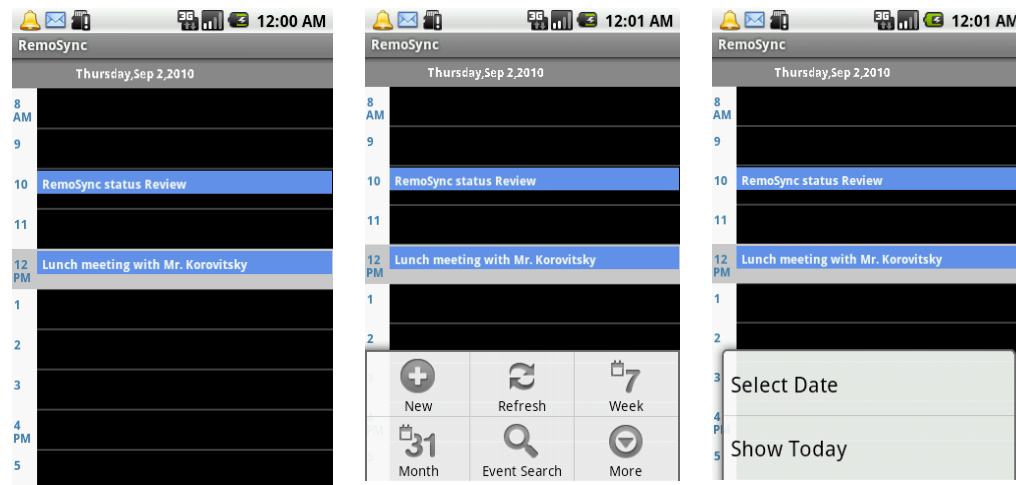 3G 12:00 AM
RemoSync
Thursday,Sep 2,2010
8
AM
9
10 RemoSync status Review
11
12 Lunch meeting with Mr. Korovitsky
PM
1
2
3
4
PM
5
3G 12:01 AM
RemoSync
Thursday,Sep 2,2010
8
AM
9
10 RemoSync status Review
11
12 Lunch meeting with Mr. Korovitsky
PM
1
2
7
31
New Refresh Week
Month Event Search More
3G 12:01 AM
RemoSync
Thursday,Sep 2,2010
8
AM
9
10 RemoSync status Review
11
12 Lunch meeting with Mr. Korovitsky
PM
1
2
3
Select Date
4
5
Show Today